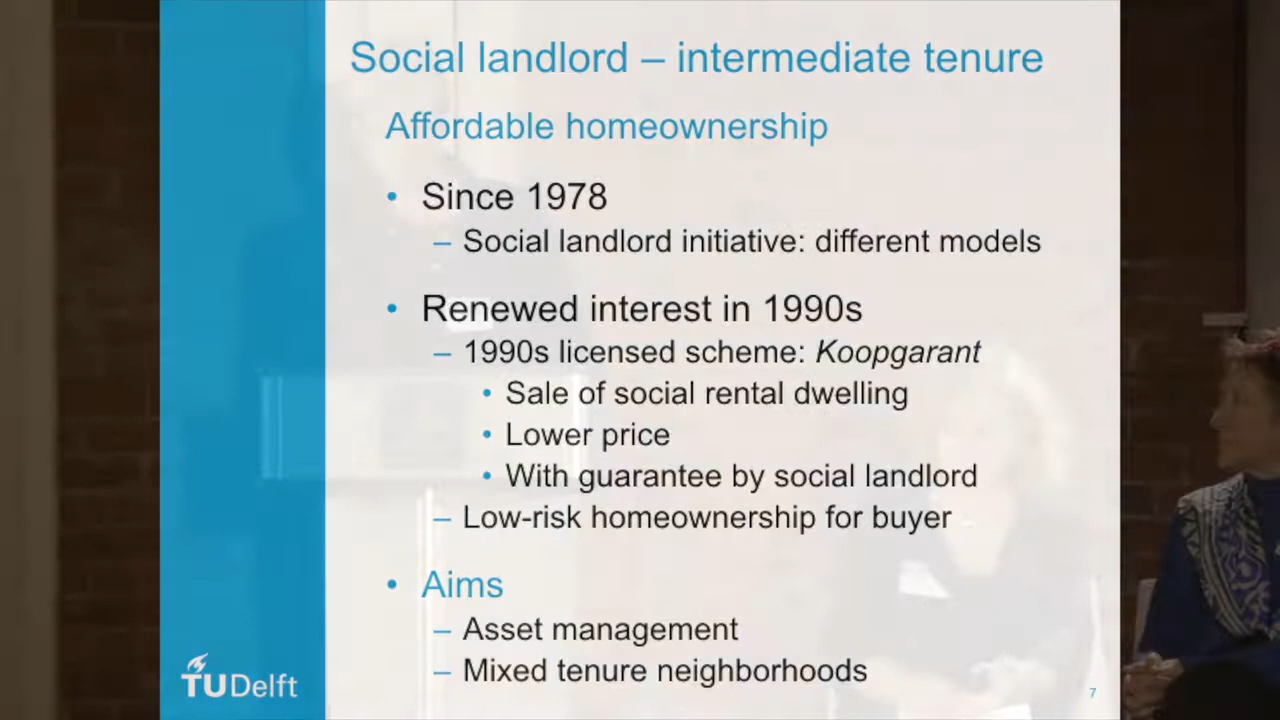 Social landlord – intermediate tenure
Affordable homeownership
• Since 1978
– Social landlord initiative: different models
• Renewed interest in 1990s
– 1990s licensed scheme: Koopgarant
• Sale of social rental dwelling
• Lower price
• With guarantee by social landlord
– Low-risk homeownership for buyer
• Aims
– Asset management
– Mixed tenure neighborhoods
TUDelft
7